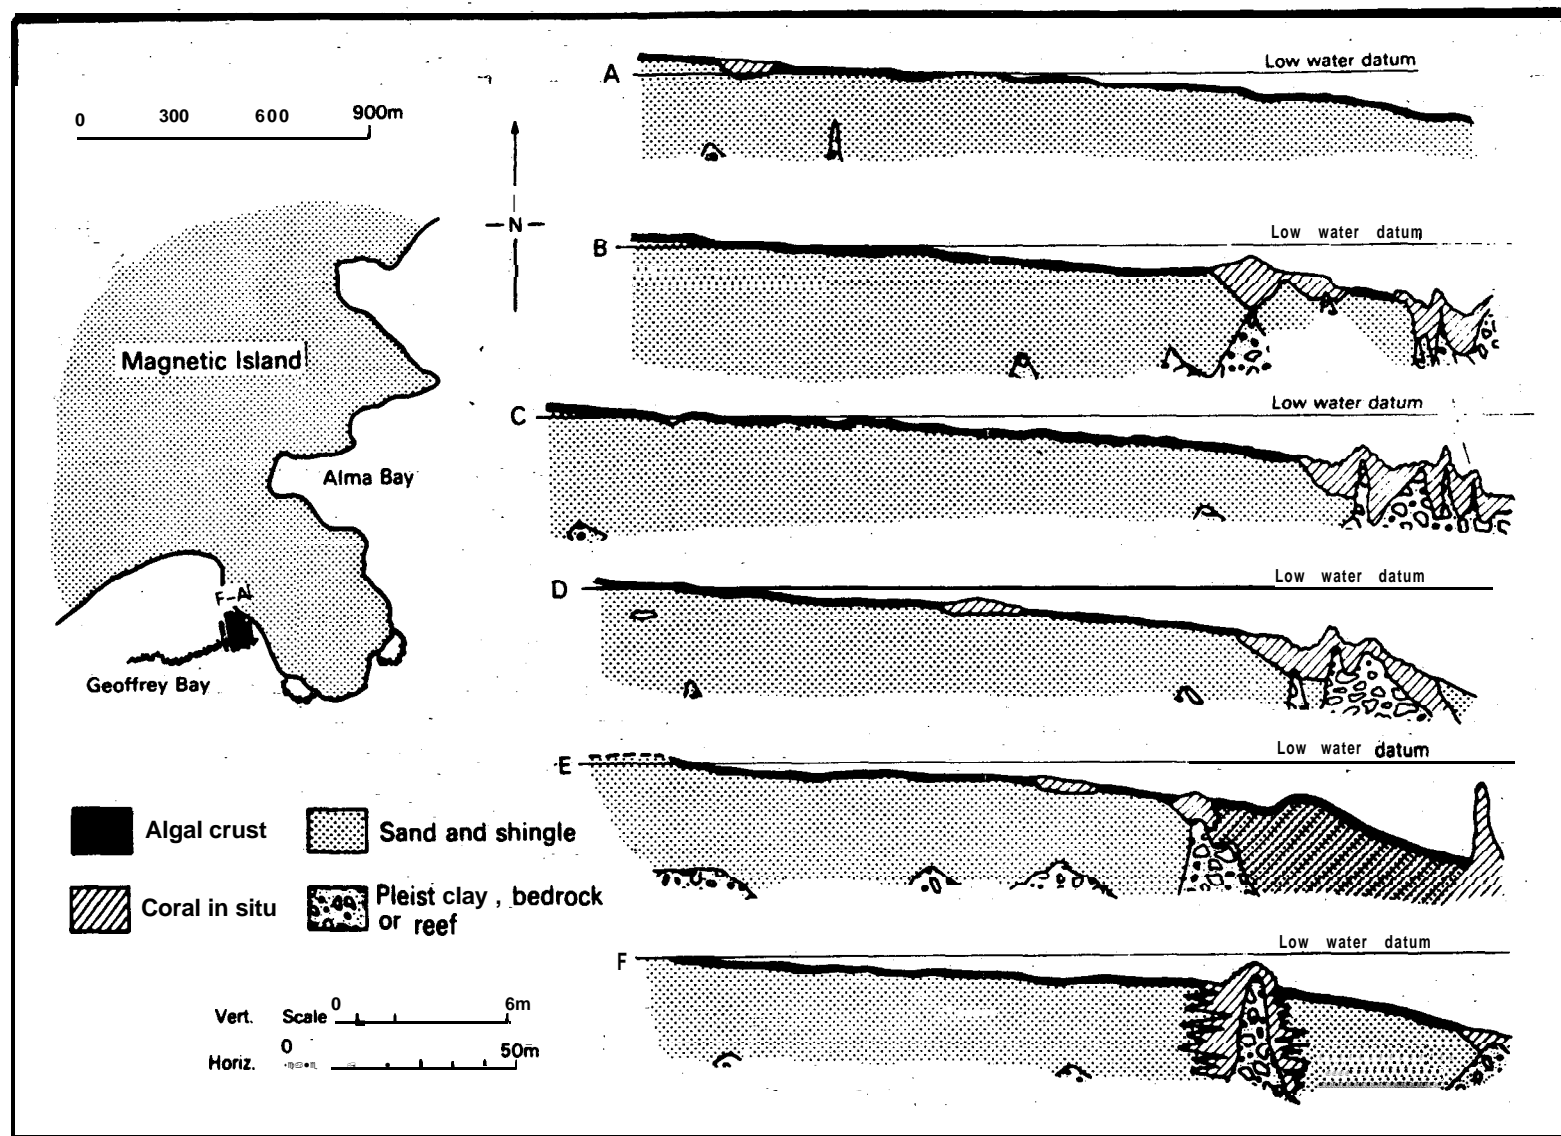 0 300 600 900m
N
Magnetic Island
Alma Bay
F-A
Geoffrey Bay
Algal crust
Sand and shingle
Coral in situ
Pleist clay, bedrock
or reef
Vert. Scale 0 6m
Horiz. 0 50m
A Low water datum
B Low water datum
C Low water datum
D Low water datum
E Low water datum
F Low water datum